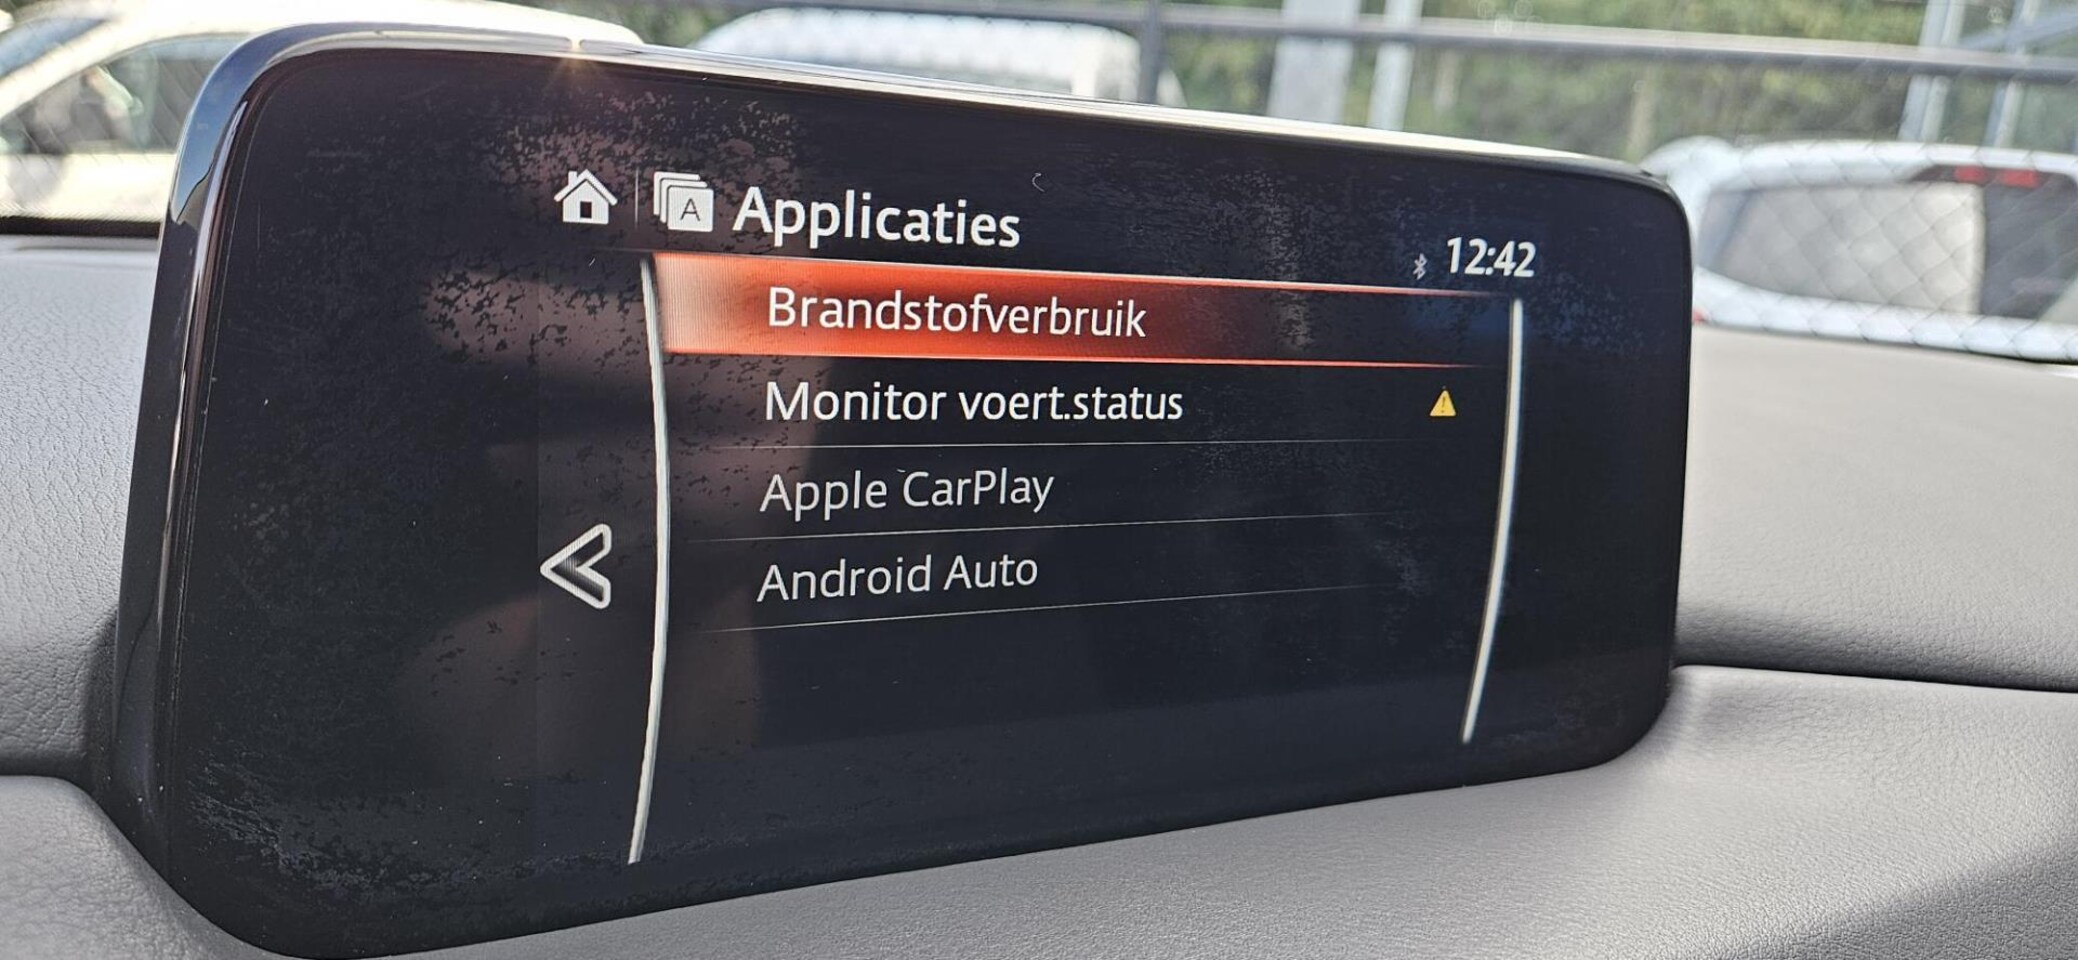 A Applicaties
12:42
Brandstofverbruik
Monitor voert.status
Apple CarPlay
Android Auto